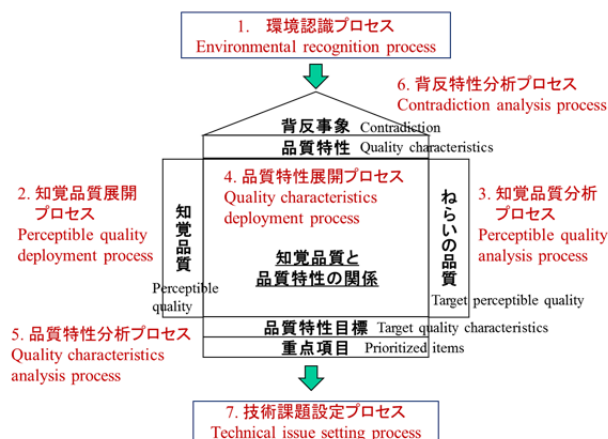 1. 環境認識プロセス
Environmental recognition process
6. 背反特性分析プロセス
Contradiction analysis process
背反事象 Contradiction
品質特性 Quality characteristics
2. 知覚品質展開
プロセス
Perceptible quality
deployment process
知覚品質
Perceptible
quality
4. 品質特性展開プロセス
Quality characteristics
deployment process
知覚品質と
品質特性の関係
ねらいの品質
Target perceptible quality
3. 知覚品質分析
プロセス
Perceptible quality
analysis process
5. 品質特性分析プロセス
Quality characteristics
analysis process
品質特性目標 Target quality characteristics
重点項目 Prioritized items
7. 技術課題設定プロセス
Technical issue setting process